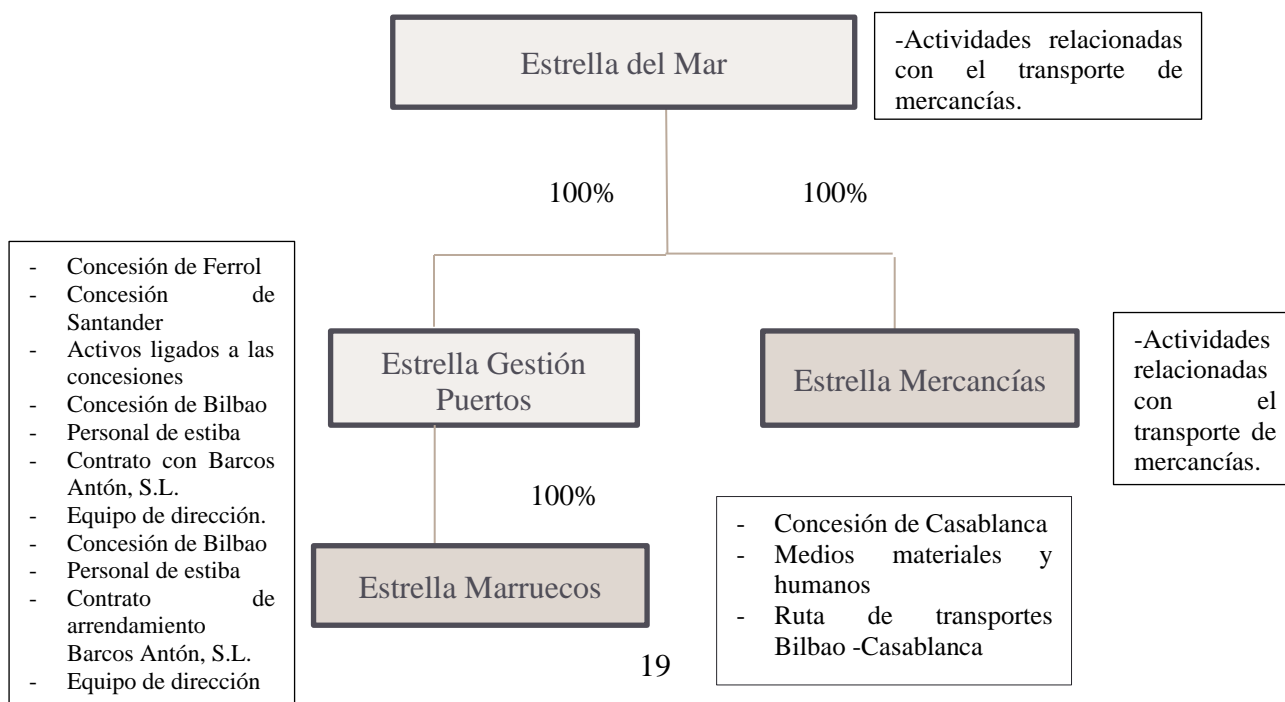 Estrella del Mar
-Actividades relacionadas
con el transporte de
mercancías.
100%
100%
- Concesión de Ferrol
- Concesión de
Santander
- Activos ligados a las
concesiones
- Concesión de Bilbao
- Personal de estiba
- Contrato con Barcos
Antón, S.L.
- Equipo de dirección.
- Concesión de Bilbao
- Personal de estiba
- Contrato de
arrendamiento
Barcos Antón, S.L.
- Equipo de dirección
Estrella Gestión
Puertos
Estrella Mercancías
-Actividades
relacionadas
con el
transporte de
mercancías.
100%
Estrella Marruecos
- Concesión de Casablanca
- Medios materiales y
humanos
- Ruta de transportes
Bilbao -Casablanca
19